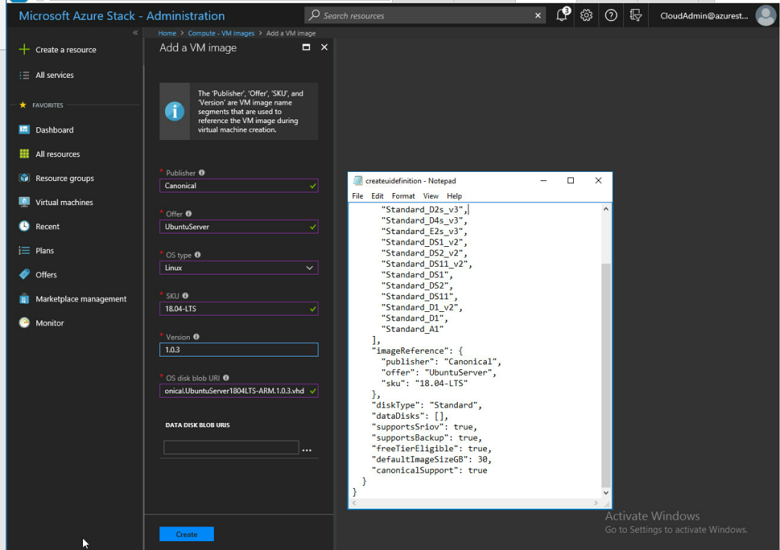 Microsoft Azure Stack - Administration
Search resources
3
CloudAdmin@azurest...
Create a resource
All services
FAVORITES
Dashboard
All resources
Resource groups
Virtual machines
Recent
Plans
Offers
Marketplace management
Monitor
Home > Compute - VM images > Add a VM image
Add a VM image
The 'Publisher', 'Offer', 'SKU', and
'Version' are VM image name
segments that are used to
reference the VM image during
virtual machine creation.
* Publisher
Canonical
* Offer
UbuntuServer
* OS type
Linux
* SKU
18.04-LTS
* Version
1.0.3
* OS disk blob URI
onical.UbuntuServer1804LTS-ARM.1.0.3.vhd
DATA DISK BLOB URIS
...
Create
createuidefinition - Notepad
File Edit Format View Help
"Standard_D2s_v3",
"Standard_D4s_v3",
"Standard_E2s_v3",
"Standard_DS1_v2",
"Standard_DS2_v2",
"Standard_DS11_v2",
"Standard_DS1",
"Standard_DS2",
"Standard_DS11",
"Standard_D1_v2",
"Standard_D1",
"Standard_A1"
],
"imageReference": {
"publisher": "Canonical",
"offer": "UbuntuServer",
"sku": "18.04-LTS"
},
"diskType": "Standard",
"dataDisks": [],
"supportsSriov": true,
"supportsBackup": true,
"freeTierEligible": true,
"defaultImageSizeGB": 30,
"canonicalSupport": true
}
}
Activate Windows
Go to Settings to activate Windows.